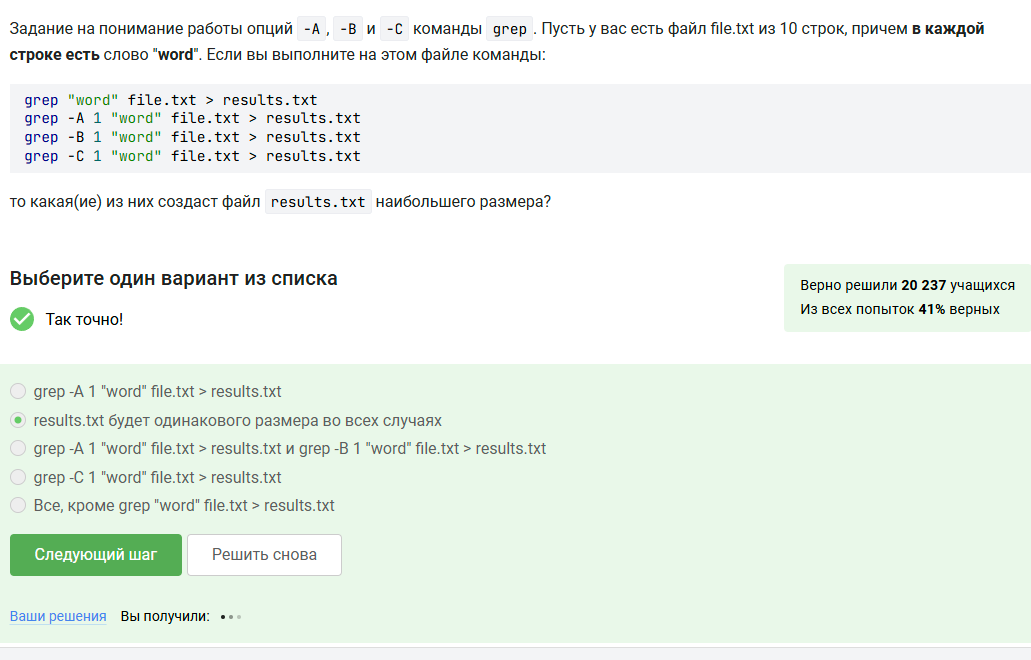 Задание на понимание работы опций -A, -B и -C команды grep. Пусть у вас есть файл file.txt из 10 строк, причем в каждой
строке есть слово "word". Если вы выполните на этом файле команды:
grep "word" file.txt > results.txt
grep -A 1 "word" file.txt > results.txt
grep -B 1 "word" file.txt > results.txt
grep -C 1 "word" file.txt > results.txt
то какая(ие) из них создаст файл results.txt наибольшего размера?
Выберите один вариант из списка
Так точно!
Верно решили 20 237 учащихся
Из всех попыток 41% верных
grep -A 1 "word" file.txt > results.txt
results.txt будет одинакового размера во всех случаях
grep -A 1 "word" file.txt > results.txt и grep -B 1 "word" file.txt > results.txt
grep -C 1 "word" file.txt > results.txt
Все, кроме grep "word" file.txt > results.txt
Следующий шаг
Решить снова
Ваши решения Вы получили: